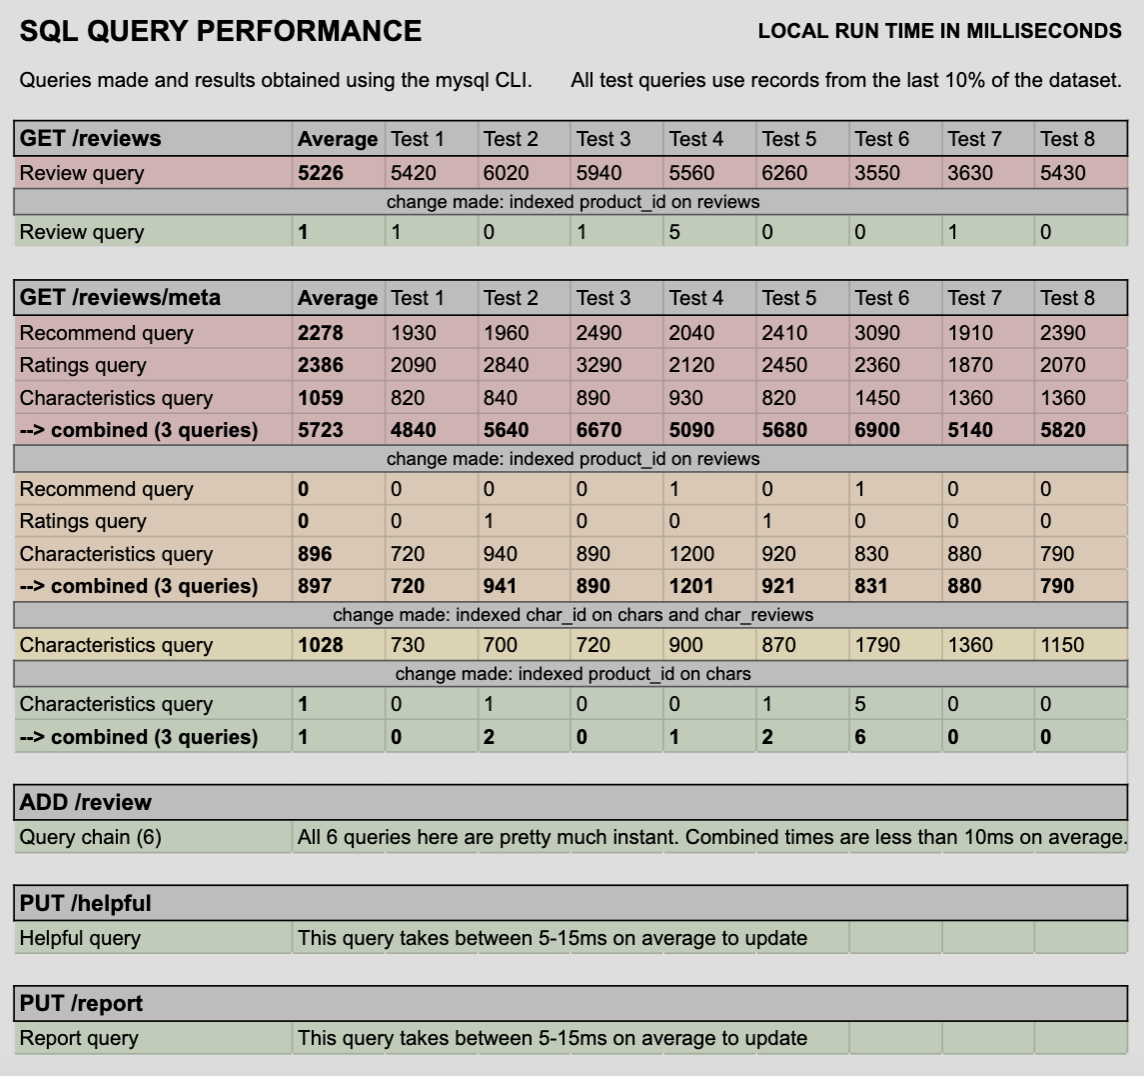 SQL QUERY PERFORMANCE LOCAL RUN TIME IN MILLISECONDS
Queries made and results obtained using the mysql CLI. All test queries use records from the last 10% of the dataset.
GET /reviews Average Test 1 Test 2 Test 3 Test 4 Test 5 Test 6 Test 7 Test 8
Review query 5226 5420 6020 5940 5560 6260 3550 3630 5430
change made: indexed product_id on reviews
Review query 1 1 0 1 5 0 0 1 0
GET /reviews/meta Average Test 1 Test 2 Test 3 Test 4 Test 5 Test 6 Test 7 Test 8
Recommend query 2278 1930 1960 2490 2040 2410 3090 1910 2390
Ratings query 2386 2090 2840 3290 2120 2450 2360 1870 2070
Characteristics query 1059 820 840 890 930 820 1450 1360 1360
--> combined (3 queries) 5723 4840 5640 6670 5090 5680 6900 5140 5820
change made: indexed product_id on reviews
Recommend query 0 0 0 0 1 0 1 0 0
Ratings query 0 0 1 0 0 1 0 0 0
Characteristics query 896 720 940 890 1200 920 830 880 790
--> combined (3 queries) 897 720 941 890 1201 921 831 880 790
change made: indexed char_id on chars and char_reviews
Characteristics query 1028 730 700 720 900 870 1790 1360 1150
change made: indexed product_id on chars
Characteristics query 1 0 1 0 0 1 5 0 0
--> combined (3 queries) 1 0 2 0 1 2 6 0 0
ADD /review
Query chain (6) All 6 queries here are pretty much instant. Combined times are less than 10ms on average.
PUT /helpful
Helpful query This query takes between 5-15ms on average to update
PUT /report
Report query This query takes between 5-15ms on average to update